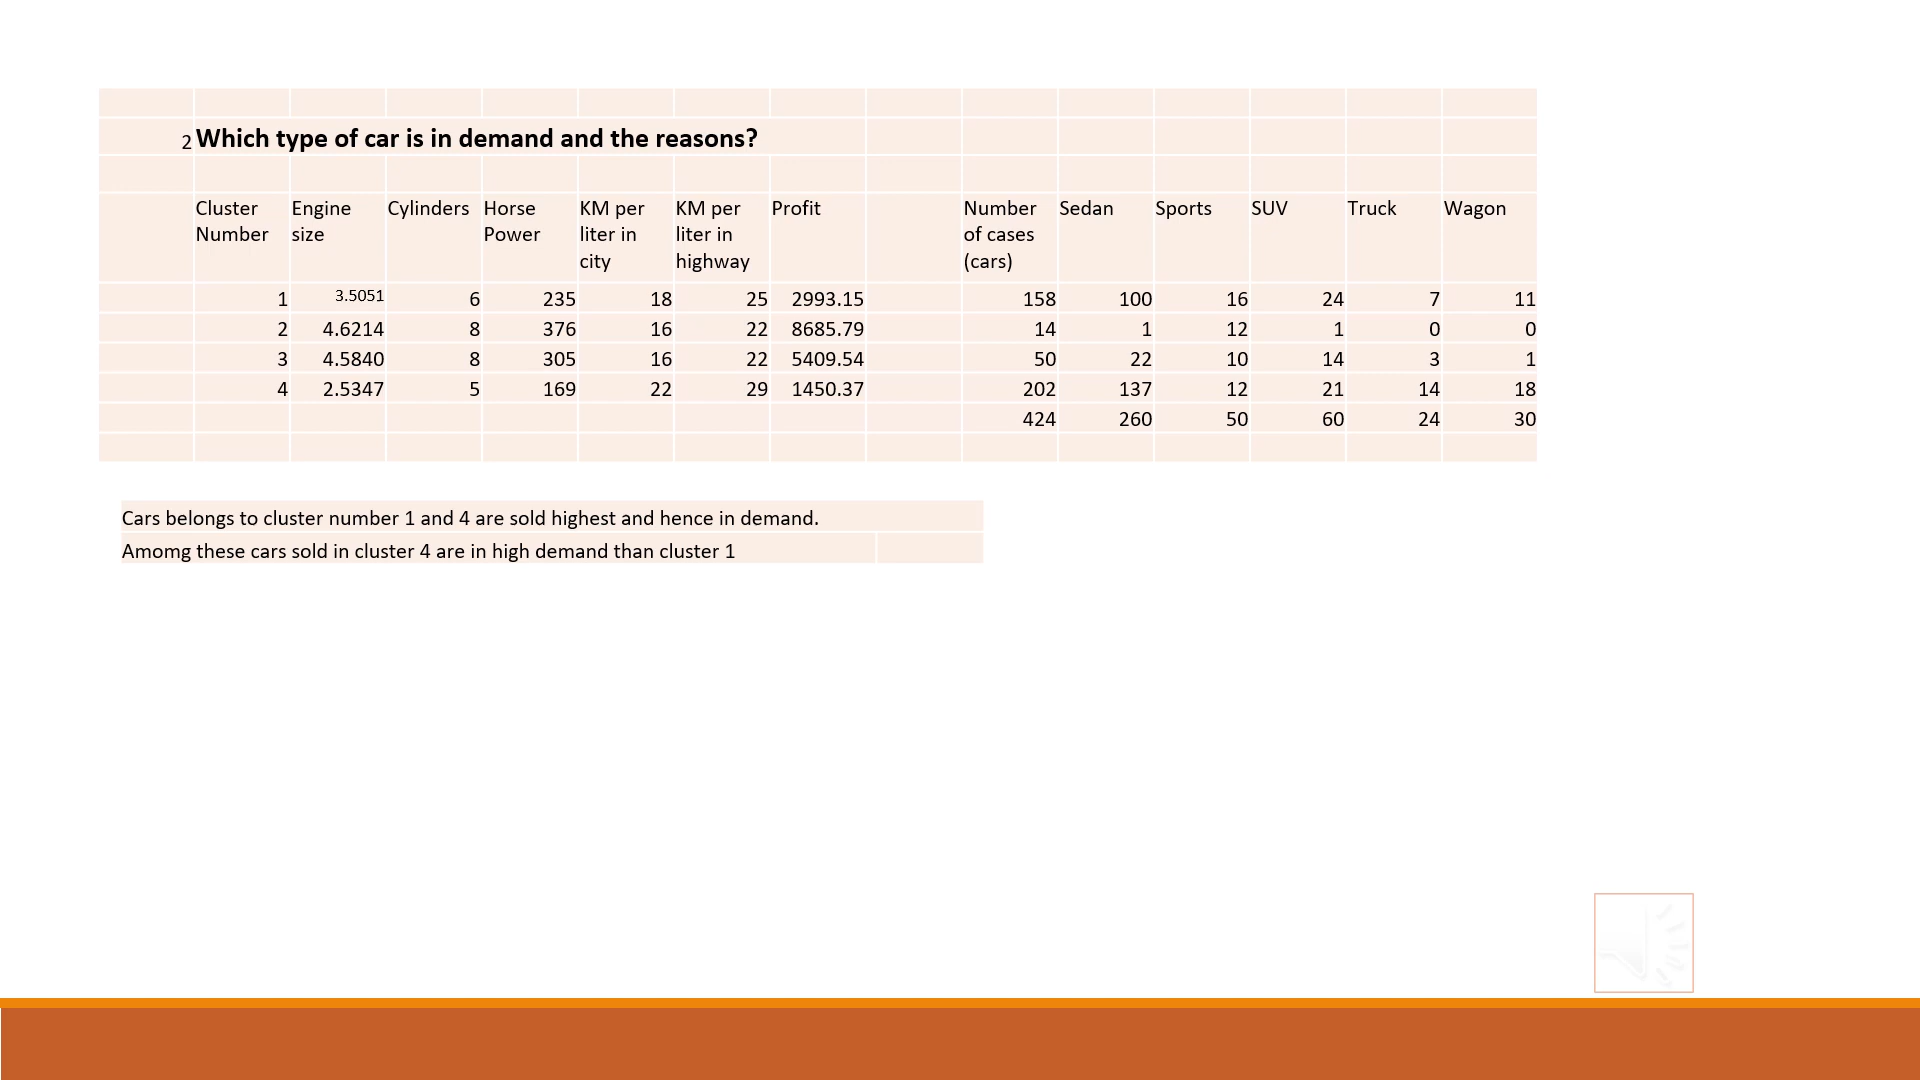 2 Which type of car is in demand and the reasons?
Cluster Number Engine size Cylinders Horse Power KM per liter in city KM per liter in highway Profit Number of cases (cars) Sedan Sports SUV Truck Wagon
1 3.5051 6 235 18 25 2993.15 158 100 16 24 7 11
2 4.6214 8 376 16 22 8685.79 14 1 12 1 0 0
3 4.5840 8 305 16 22 5409.54 50 22 10 14 3 1
4 2.5347 5 169 22 29 1450.37 202 137 12 21 14 18
424 260 50 60 24 30
Cars belongs to cluster number 1 and 4 are sold highest and hence in demand.
Amomg these cars sold in cluster 4 are in high demand than cluster 1